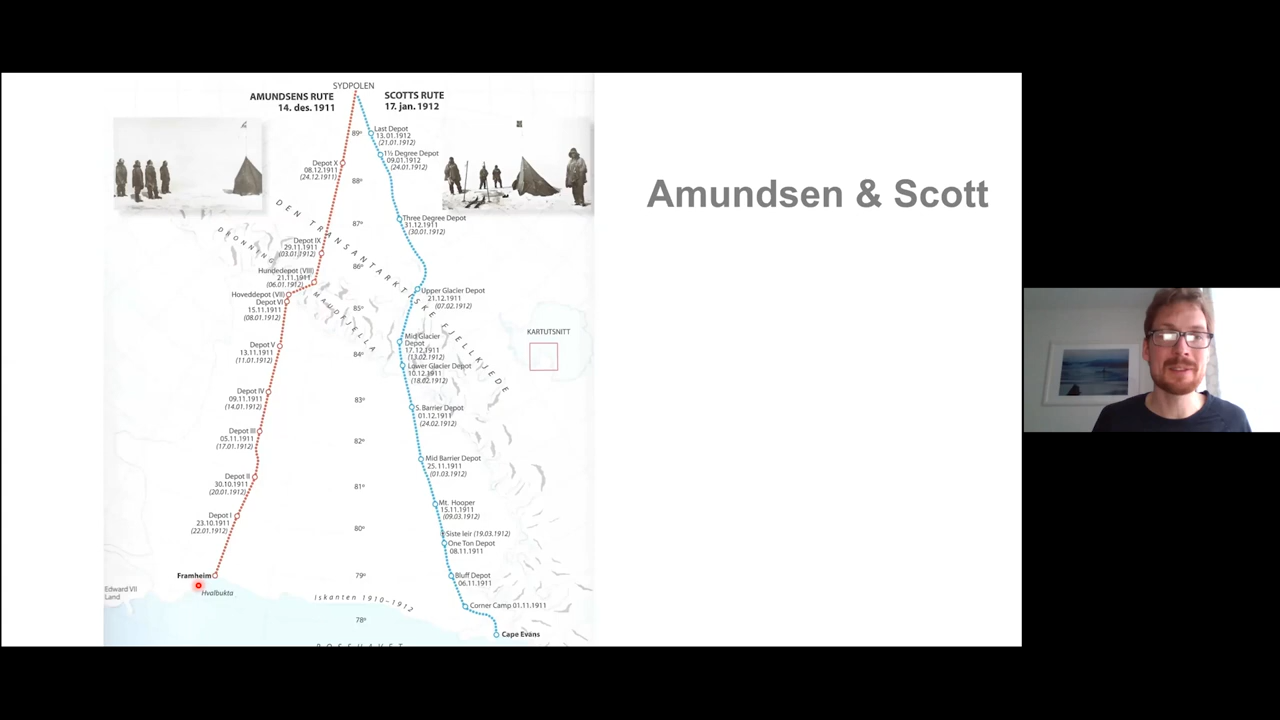 SYDPOLEN
AMUNDSENS RUTE
14. des. 1911
SCOTTS RUTE
17. jan. 1912
Amundsen & Scott
89°
88°
87°
86°
85°
84°
83°
82°
81°
80°
79°
78°
Depot X
08.12.1911
(24.12.1911)
Depot IX
29.11.1911
(03.01.1912)
Hundedepot (VIII)
21.11.1911
(06.01.1912)
Hoveddepot (VII)
Depot VI
15.11.1911
(08.01.1912)
Depot V
13.11.1911
(11.01.1912)
Depot IV
09.11.1911
(14.01.1912)
Depot III
05.11.1911
(17.01.1912)
Depot II
30.10.1911
(20.01.1912)
Depot I
23.10.1911
(22.01.1912)
Framheim
Hvalbukta
Edward VII
Land
Last Depot
13.01.1912
(21.01.1912)
1½ Degree Depot
09.01.1912
(24.01.1912)
Three Degree Depot
31.12.1911
(30.01.1912)
Upper Glacier Depot
21.12.1911
(07.02.1912)
Mid Glacier
Depot
17.12.1911
(13.02.1912)
Lower Glacier Depot
10.12.1911
(18.02.1912)
S. Barrier Depot
01.12.1911
(24.02.1912)
Mid Barrier Depot
25.11.1911
(01.03.1912)
Mt. Hooper
15.11.1911
(09.03.1912)
Siste leir (19.03.1912)
One Ton Depot
08.11.1911
Bluff Depot
06.11.1911
Corner Camp 01.11.1911
Cape Evans
DEN TRANSANTARKTISKE FJELLKJEDE
DRONNING
MAUDFJELLA
KARTUTSNITT
Iskanten 1910–1912
ROSSHAVET